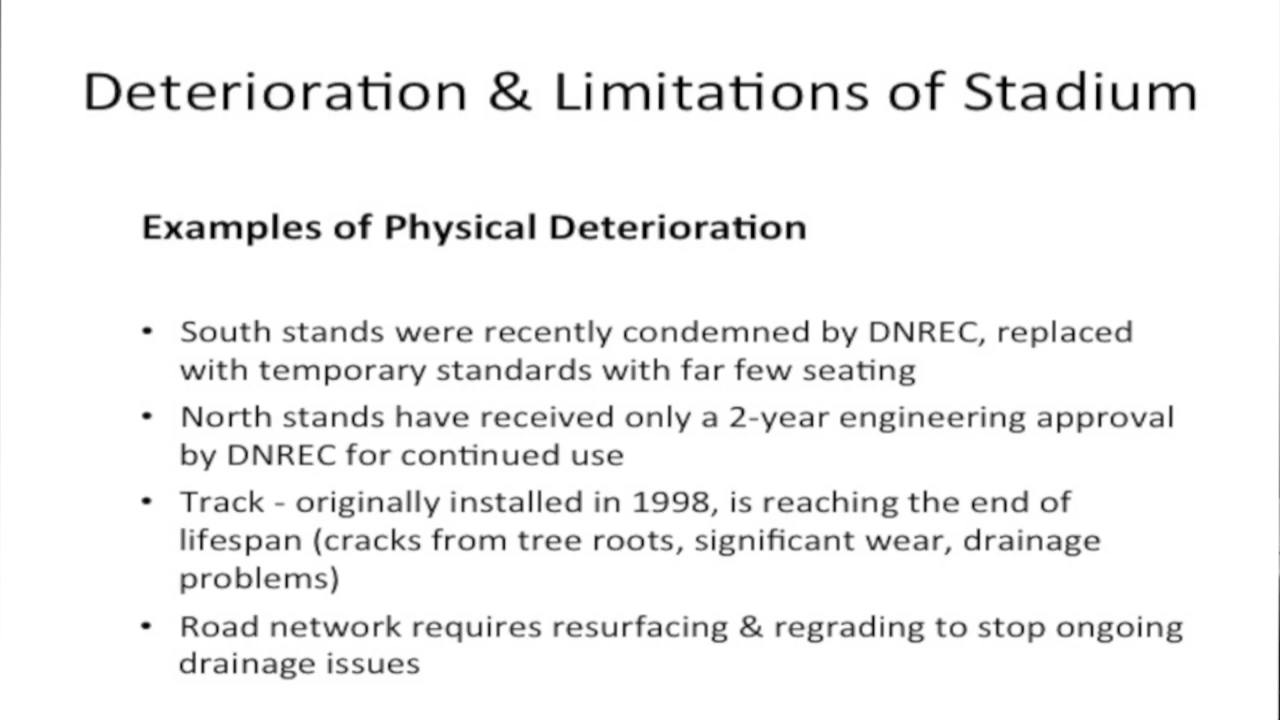 Deterioration & Limitations of Stadium
Examples of Physical Deterioration
• South stands were recently condemned by DNREC, replaced
with temporary standards with far few seating
• North stands have received only a 2-year engineering approval
by DNREC for continued use
• Track - originally installed in 1998, is reaching the end of
lifespan (cracks from tree roots, significant wear, drainage
problems)
• Road network requires resurfacing & regrading to stop ongoing
drainage issues